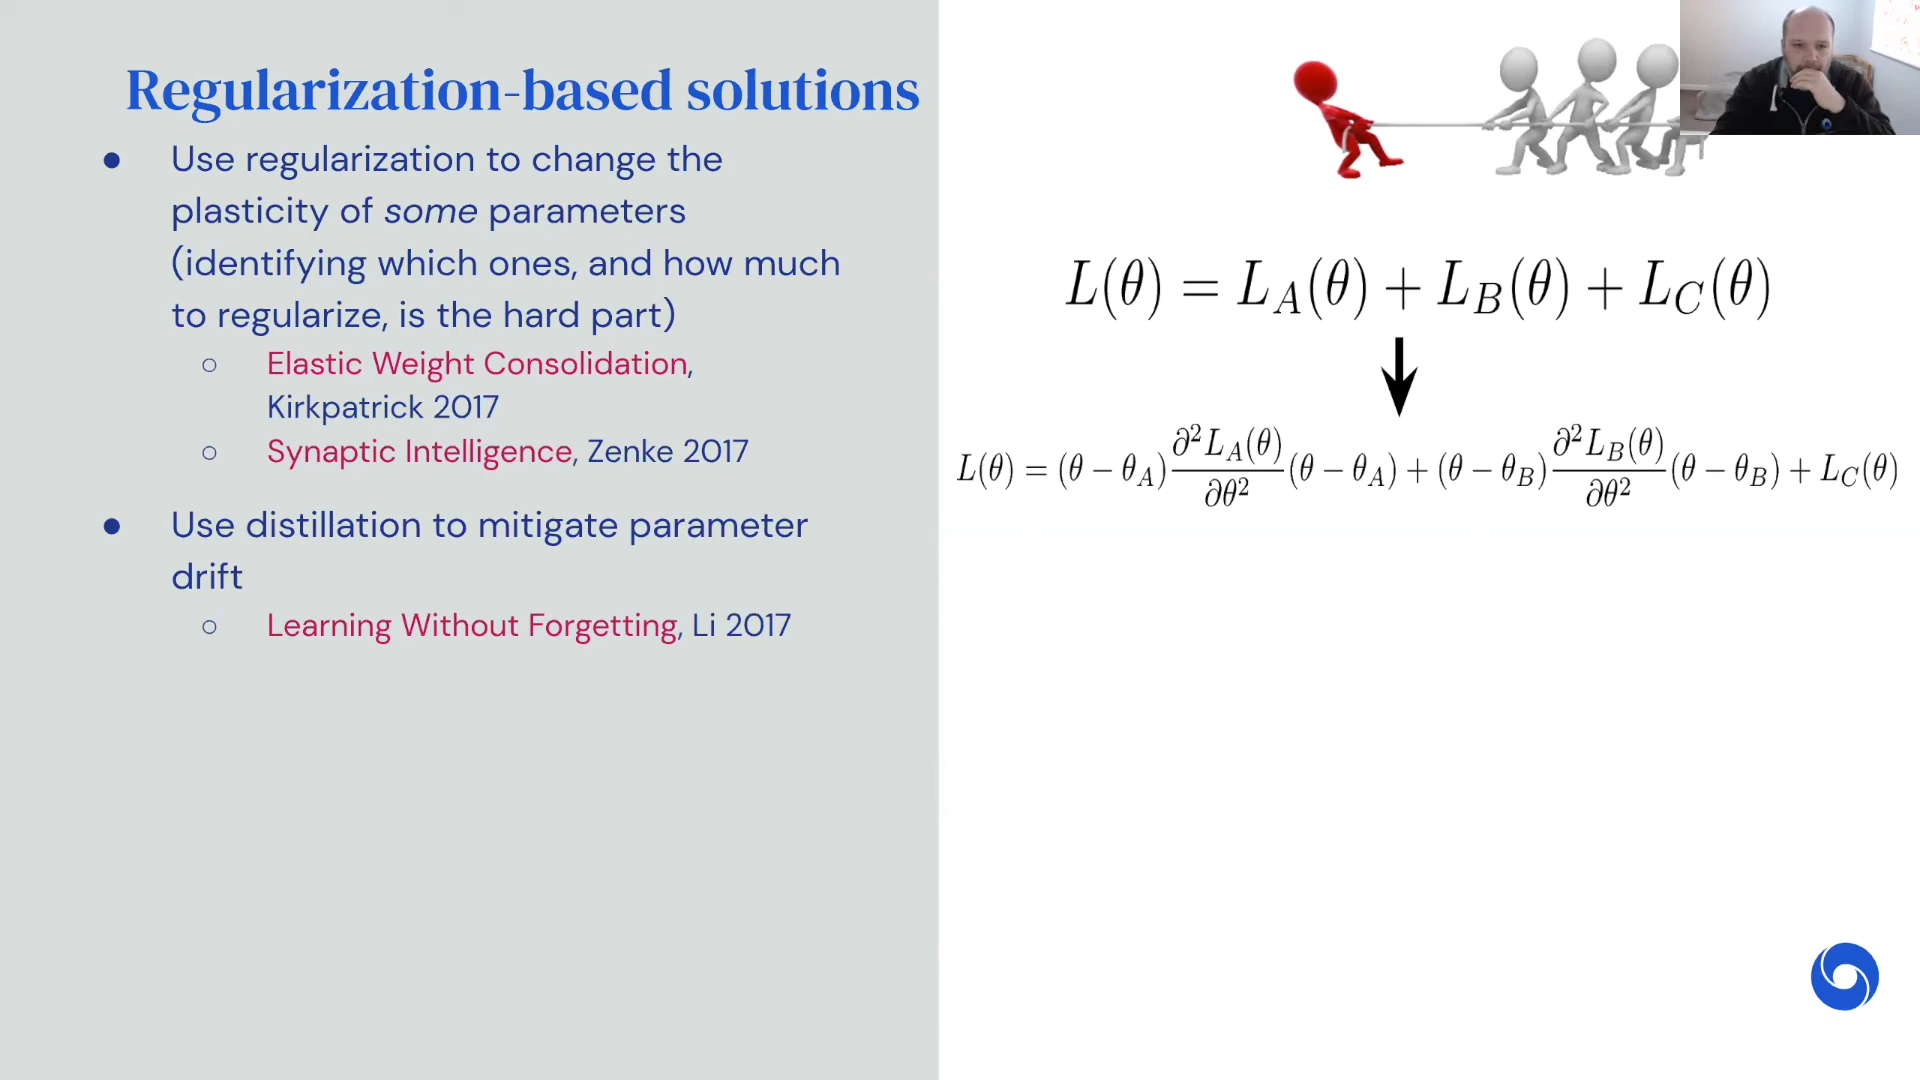 Regularization-based solutions
● Use regularization to change the
plasticity of some parameters
(identifying which ones, and how much
to regularize, is the hard part)
○ Elastic Weight Consolidation,
Kirkpatrick 2017
○ Synaptic Intelligence, Zenke 2017
● Use distillation to mitigate parameter
drift
○ Learning Without Forgetting, Li 2017
L(θ) = L_A(θ) + L_B(θ) + L_C(θ)
L(θ) = (θ − θ_A) ∂²L_A(θ)/∂θ² (θ − θ_A) + (θ − θ_B) ∂²L_B(θ)/∂θ² (θ − θ_B) + L_C(θ)